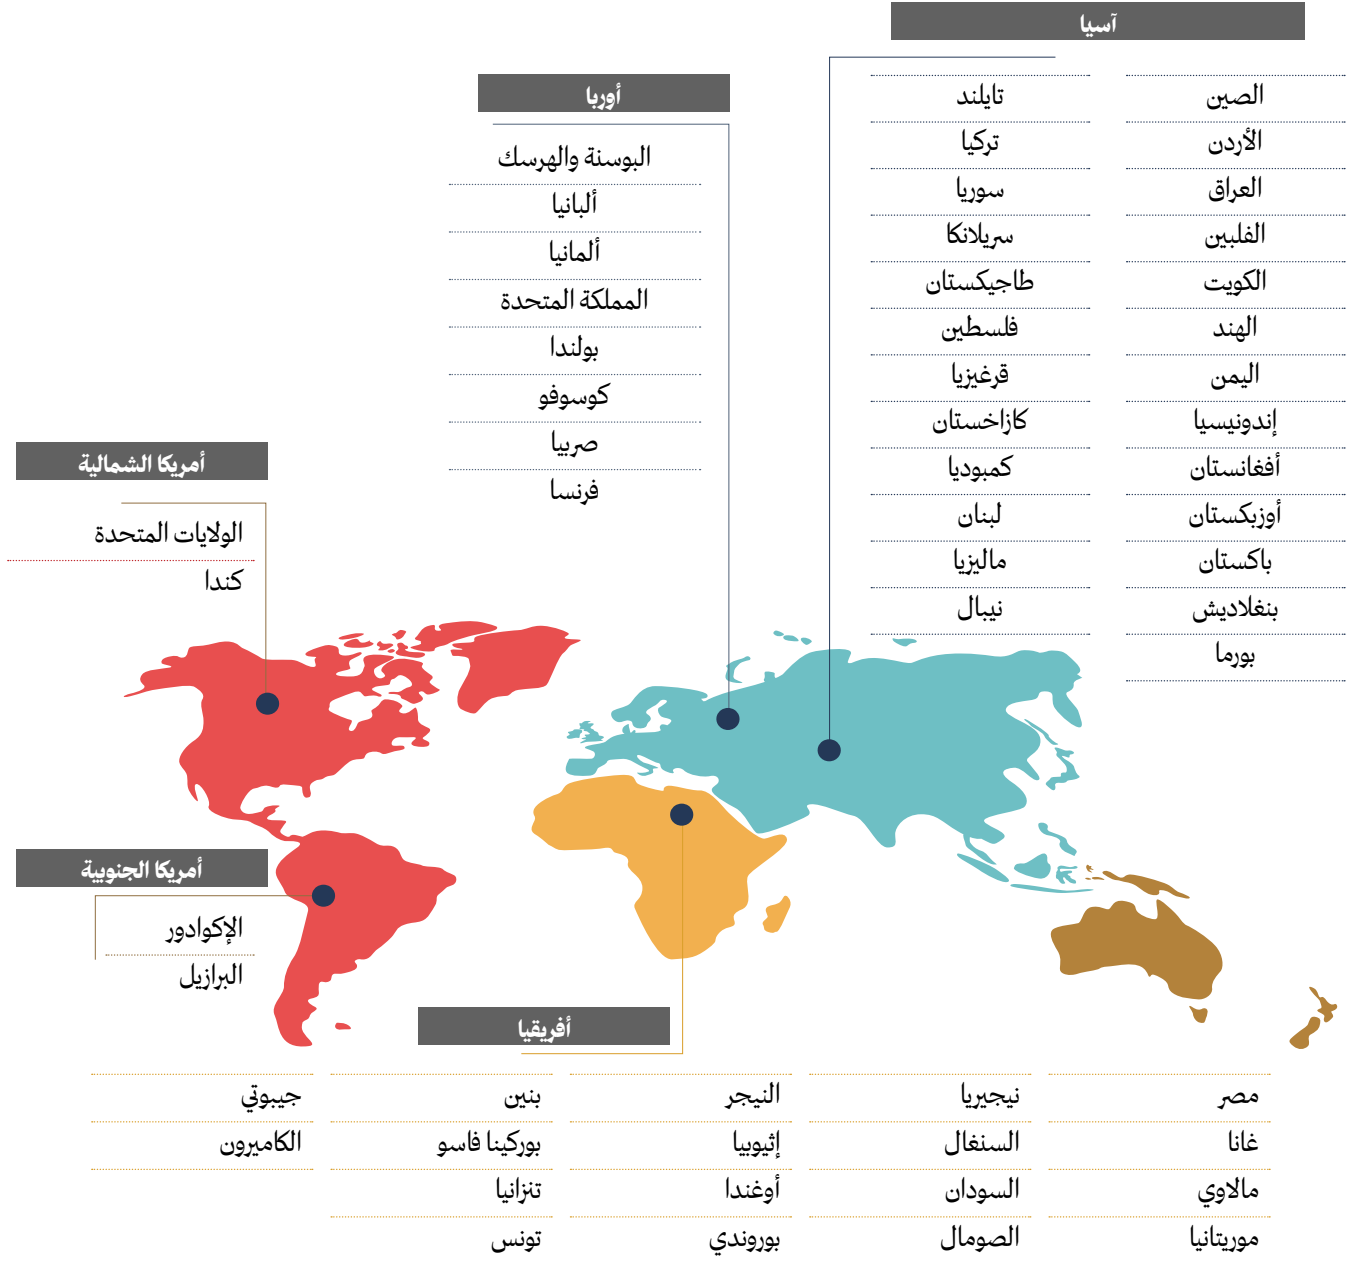 آسيا
الصين
الأردن
العراق
الفلبين
الكويت
الهند
اليمن
إندونيسيا
أفغانستان
أوزبكستان
باكستان
بنغلاديش
بورما
تايلند
تركيا
سوريا
سريلانكا
طاجيكستان
فلسطين
قرغيزيا
كازاخستان
كمبوديا
لبنان
ماليزيا
نيبال
أوربا
البوسنة والهرسك
ألبانيا
ألمانيا
المملكة المتحدة
بولندا
كوسوفو
صربيا
فرنسا
أمريكا الشمالية
الولايات المتحدة
كندا
أمريكا الجنوبية
الإكوادور
البرازيل
أفريقيا
مصر
غانا
مالاوي
موريتانيا
نيجيريا
السنغال
السودان
الصومال
النيجر
إثيوبيا
أوغندا
بوروندي
بنين
بوركينا فاسو
تنزانيا
تونس
جيبوتي
الكاميرون